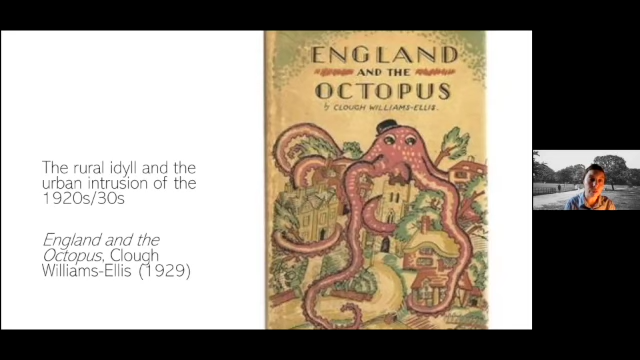 The rural idyll and the
urban intrusion of the
1920s/30s
England and the
Octopus, Clough
Williams-Ellis (1929)
ENGLAND
AND THE
OCTOPUS
by CLOUGH WILLIAMS-ELLIS.